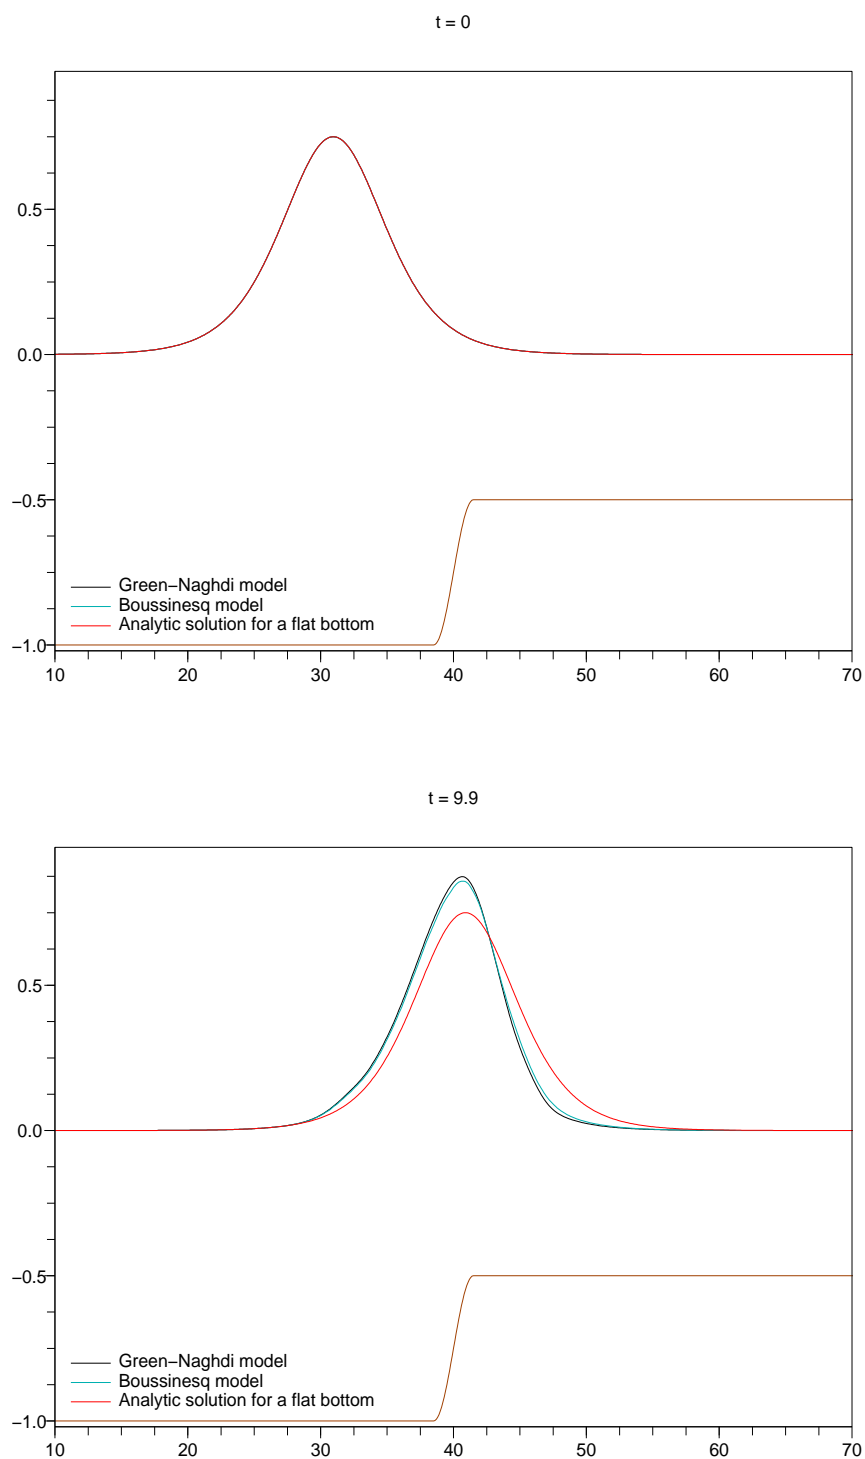 t = 0
0.5
0.0
−0.5
−1.0
Green−Naghdi model
Boussinesq model
Analytic solution for a flat bottom
10 20 30 40 50 60 70
t = 9.9
0.5
0.0
−0.5
−1.0
Green−Naghdi model
Boussinesq model
Analytic solution for a flat bottom
10 20 30 40 50 60 70